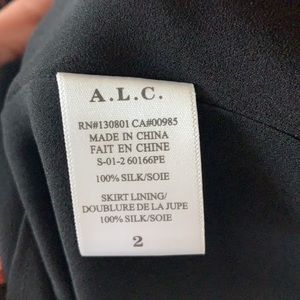 A.L.C.
RN#130801 CA#00985
MADE IN CHINA
FAIT EN CHINE
S-01-2 60166PE
100% SILK/SOIE
SKIRT LINING/
DOUBLURE DE LA JUPE
100% SILK/SOIE
2